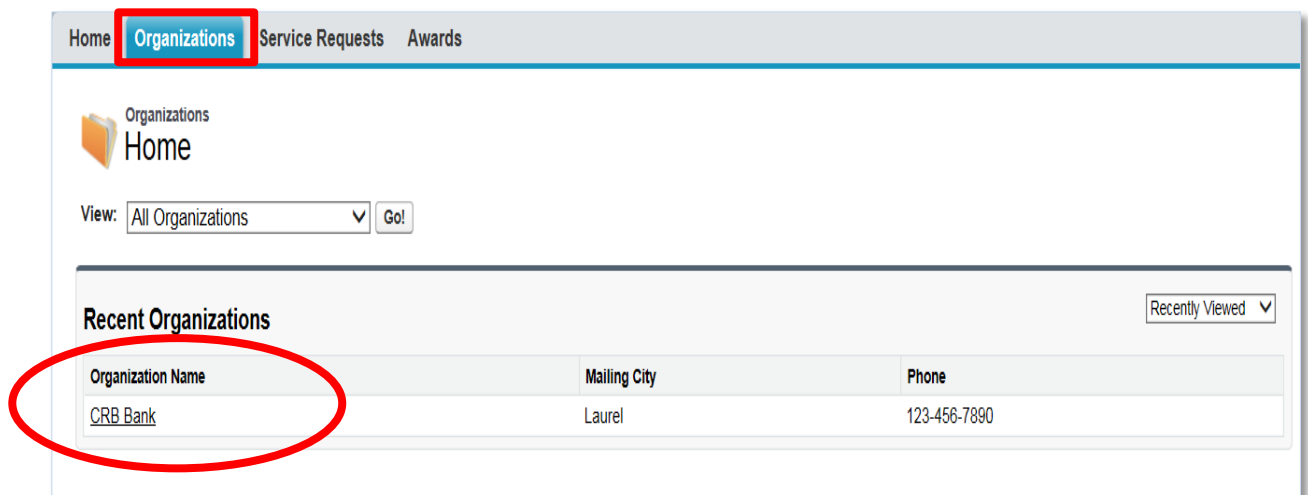 Home Organizations Service Requests Awards
Organizations
Home
View: All Organizations Go!
Recent Organizations Recently Viewed
Organization Name Mailing City Phone
CRB Bank Laurel 123-456-7890